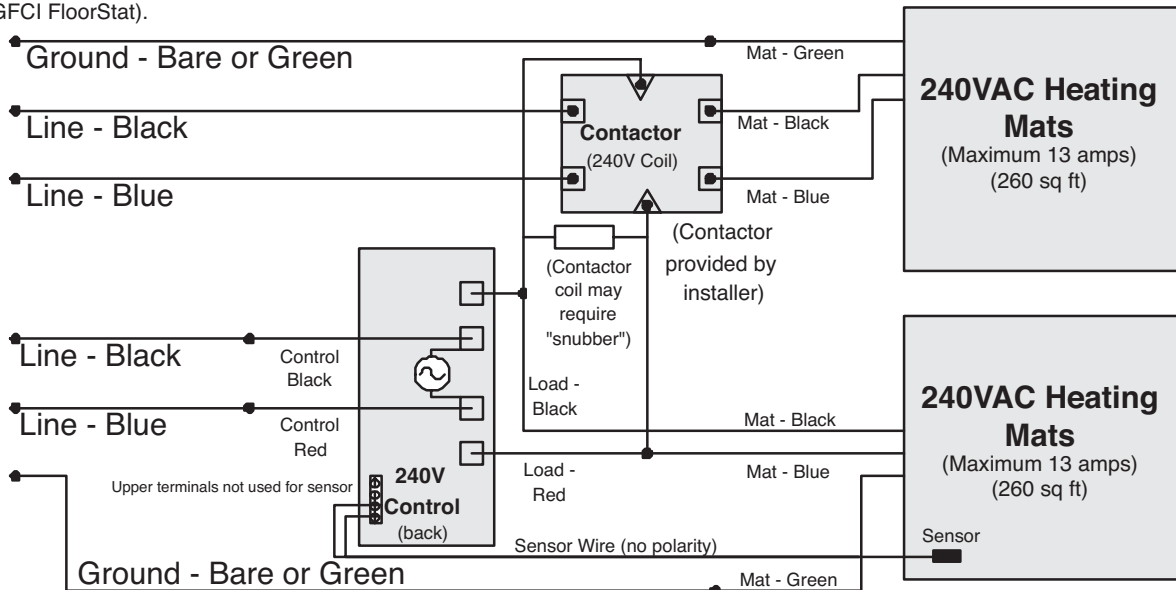 GFCI FloorStat).
Ground - Bare or Green
Mat - Green
Line - Black
Contactor
(240V Coil)
Mat - Black
Line - Blue
Mat - Blue
240VAC Heating
Mats
(Maximum 13 amps)
(260 sq ft)
(Contactor
provided by
installer)
(Contactor
coil may
require
"snubber")
Line - Black
Control
Black
Line - Blue
Control
Red
Load -
Black
Mat - Black
Load -
Red
Mat - Blue
240VAC Heating
Mats
(Maximum 13 amps)
(260 sq ft)
Upper terminals not used for sensor
240V
Control
(back)
Sensor Wire (no polarity)
Sensor
Ground - Bare or Green
Mat - Green